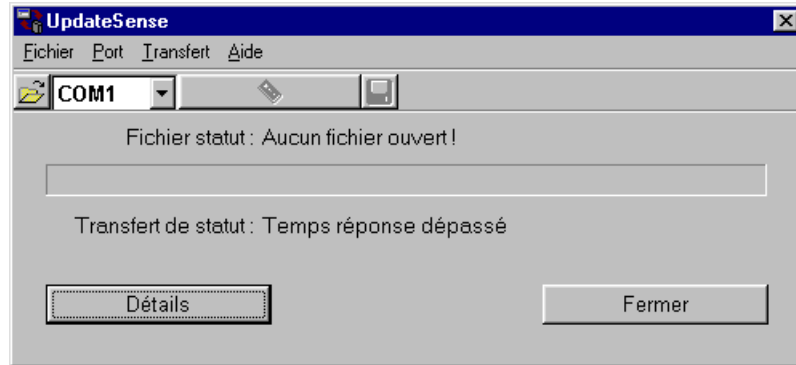 UpdateSense
Fichier Port Transfert Aide
COM1
Fichier statut : Aucun fichier ouvert !
Transfert de statut : Temps réponse dépassé
Détails Fermer